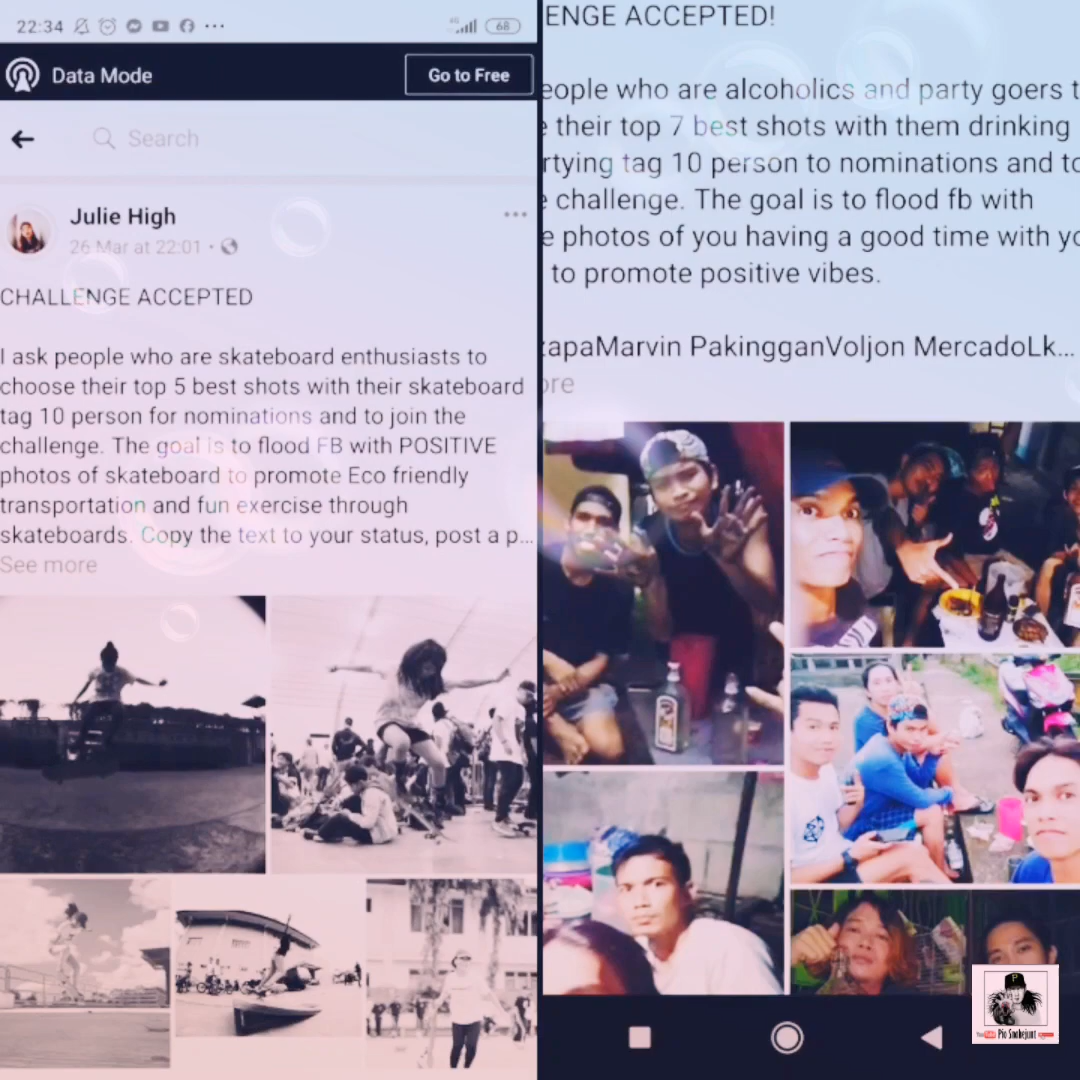 22:34
4G
68
Data Mode
Go to Free
Search
Julie High
26 Mar at 22:01
CHALLENGE ACCEPTED
I ask people who are skateboard enthusiasts to
choose their top 5 best shots with their skateboard
tag 10 person for nominations and to join the
challenge. The goal is to flood FB with POSITIVE
photos of skateboard to promote Eco friendly
transportation and fun exercise through
skateboards. Copy the text to your status, post a p...
See more
ENGE ACCEPTED!
eople who are alcoholics and party goers t
e their top 7 best shots with them drinking
rtying tag 10 person to nominations and to
e challenge. The goal is to flood fb with
e photos of you having a good time with yo
to promote positive vibes.
zapaMarvin PakingganVoljon MercadoLk...
ore
P
YouTube Pio Snakejunt